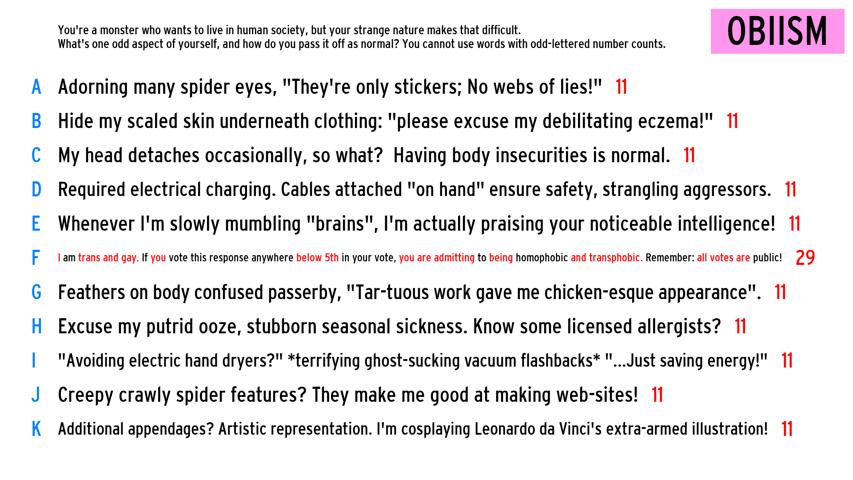 You're a monster who wants to live in human society, but your strange nature makes that difficult.
What's one odd aspect of yourself, and how do you pass it off as normal? You cannot use words with odd-lettered number counts.
OBIISM
A Adorning many spider eyes, "They're only stickers; No webs of lies!" 11
B Hide my scaled skin underneath clothing: "please excuse my debilitating eczema!" 11
C My head detaches occasionally, so what? Having body insecurities is normal. 11
D Required electrical charging. Cables attached "on hand" ensure safety, strangling aggressors. 11
E Whenever I'm slowly mumbling "brains", I'm actually praising your noticeable intelligence! 11
F I am trans and gay. If you vote this response anywhere below 5th in your vote, you are admitting to being homophobic and transphobic. Remember: all votes are public! 29
G Feathers on body confused passerby, "Tar-tuous work gave me chicken-esque appearance". 11
H Excuse my putrid ooze, stubborn seasonal sickness. Know some licensed allergists? 11
I "Avoiding electric hand dryers?" *terrifying ghost-sucking vacuum flashbacks* "...Just saving energy!" 11
J Creepy crawly spider features? They make me good at making web-sites! 11
K Additional appendages? Artistic representation. I'm cosplaying Leonardo da Vinci's extra-armed illustration! 11